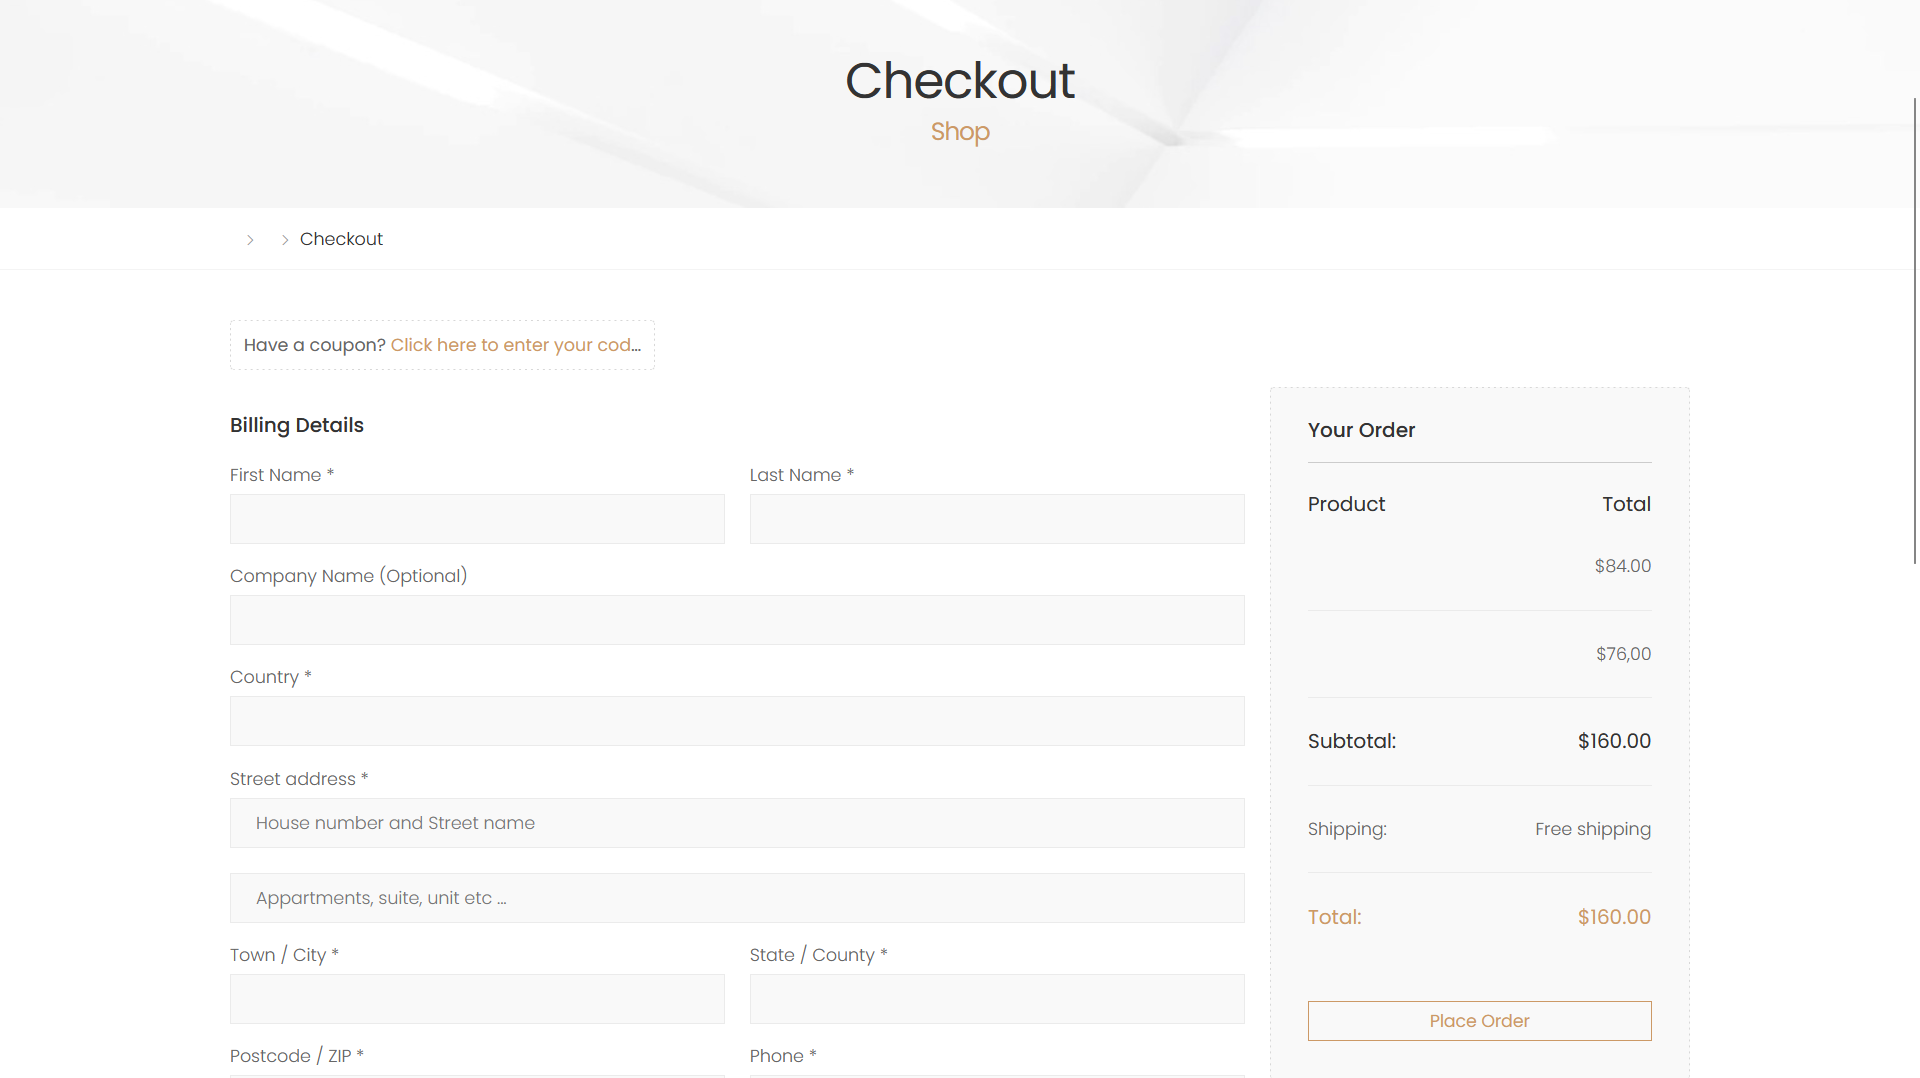 Checkout
Shop
Checkout
Have a coupon? Click here to enter your cod...
Billing Details
First Name *
Last Name *
Company Name (Optional)
Country *
Street address *
House number and Street name
Appartments, suite, unit etc ...
Town / City *
State / County *
Postcode / ZIP *
Phone *
Your Order
Product Total
$84.00
$76,00
Subtotal: $160.00
Shipping: Free shipping
Total: $160.00
Place Order